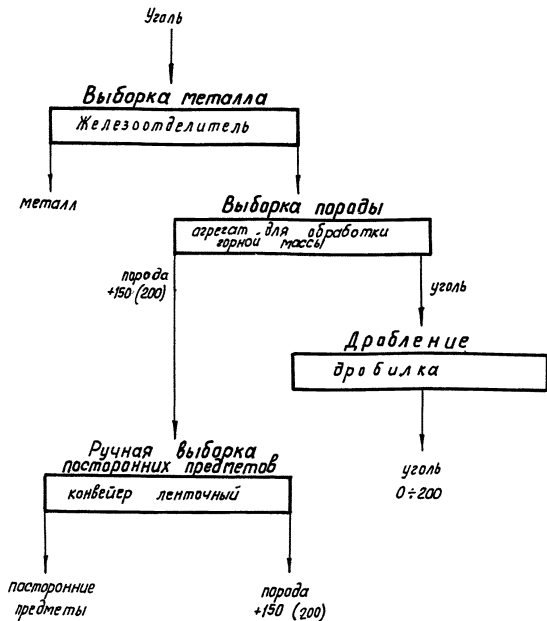 Уголь
Выборка металла
Железоотделитель
металл
Выборка породы
агрегат для обработки
горной массы
порода
+150 (200)
уголь
Дробление
дробилка
Ручная выборка
посторонних предметов
конвейер ленточный
уголь
0÷200
посторонние
предметы
порода
+150 (200)